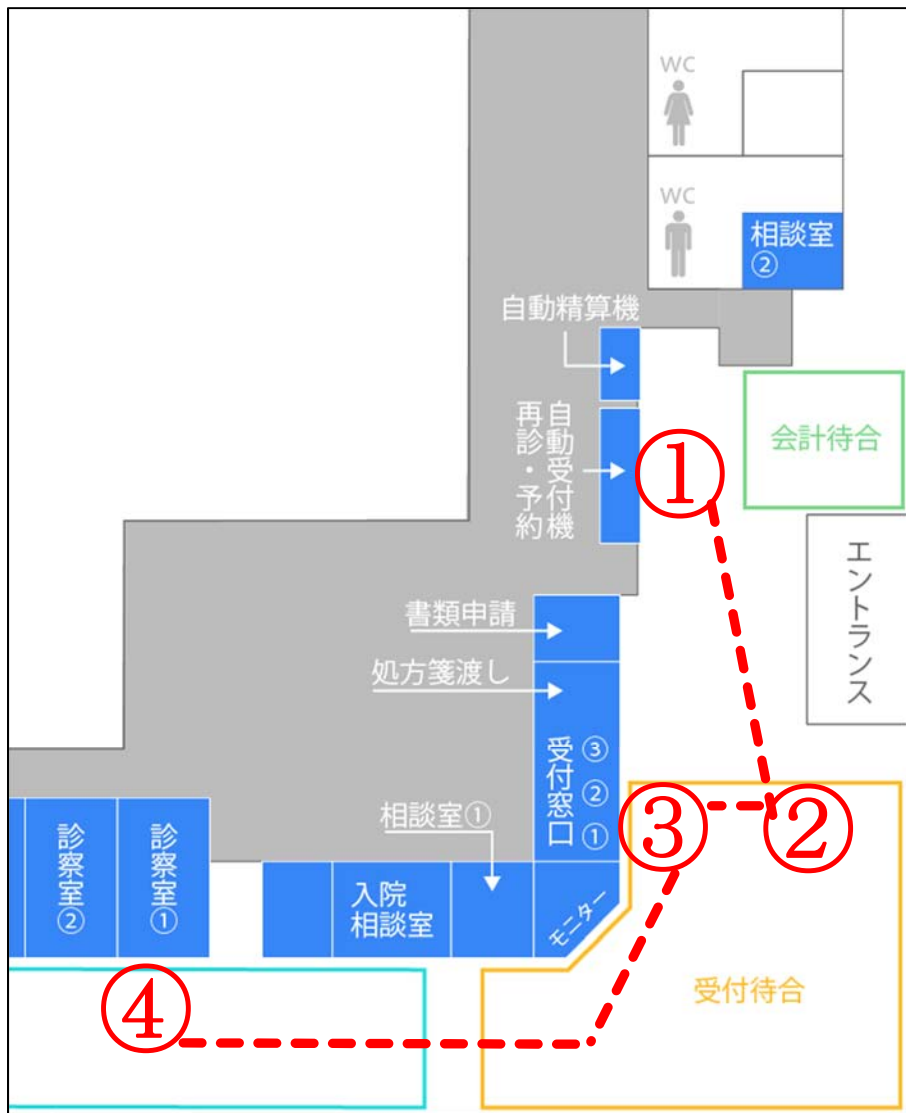 WC
WC
相談室
②
自動精算機
自動受付機
再診・予約
①
会計待合
エントランス
書類申請
処方箋渡し
受付窓口
③
②
①
相談室①
③
②
診察室②
診察室①
入院
相談室
モニター
受付待合
④